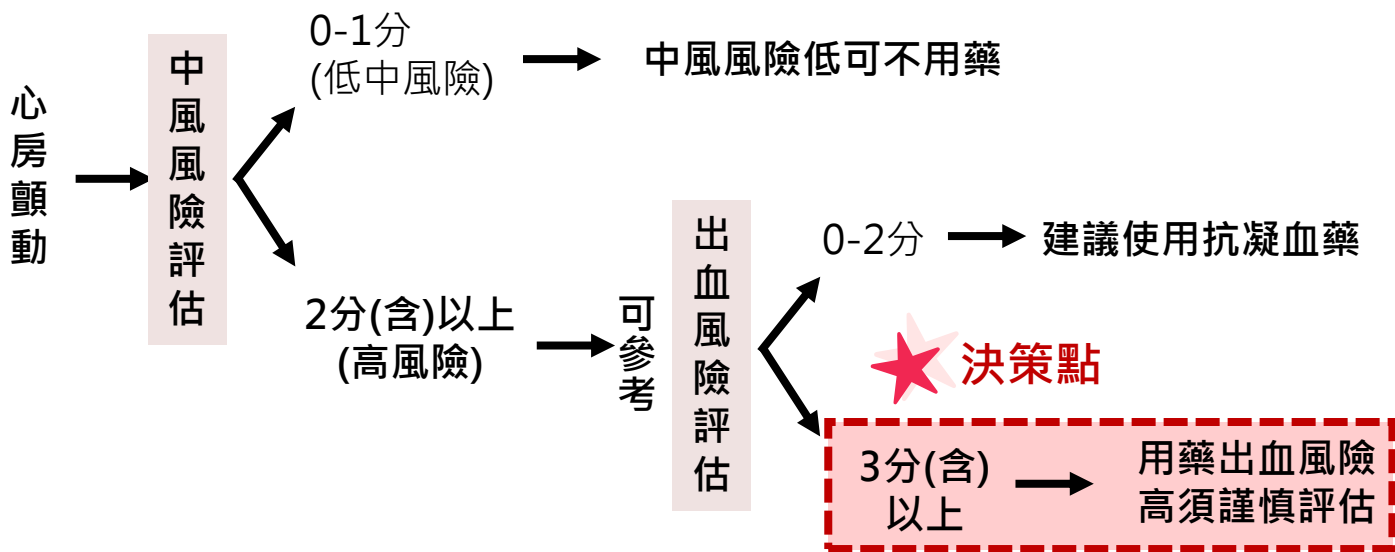 心房顫動
中風風險評估
0-1分
(低中風險)
中風風險低可不用藥
2分(含)以上
(高風險)
可參考
出血風險評估
0-2分
建議使用抗凝血藥
決策點
3分(含)
以上
用藥出血風險
高須謹慎評估